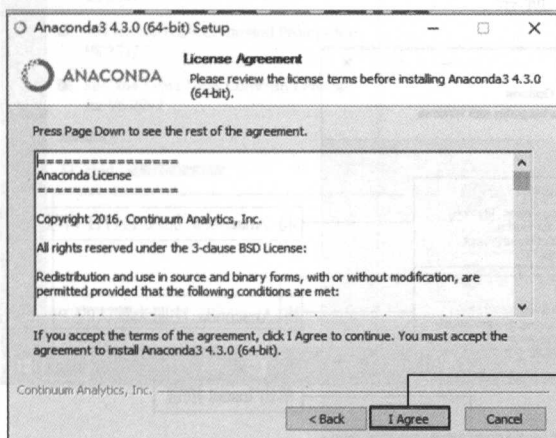 Anaconda3 4.3.0 (64-bit) Setup
ANACONDA
License Agreement
Please review the license terms before installing Anaconda3 4.3.0
(64-bit).
Press Page Down to see the rest of the agreement.
================
Anaconda License
================
Copyright 2016, Continuum Analytics, Inc.
All rights reserved under the 3-clause BSD License:
Redistribution and use in source and binary forms, with or without modification, are
permitted provided that the following conditions are met:
If you accept the terms of the agreement, click I Agree to continue. You must accept the
agreement to install Anaconda3 4.3.0 (64-bit).
Continuum Analytics, Inc.
< Back
I Agree
Cancel